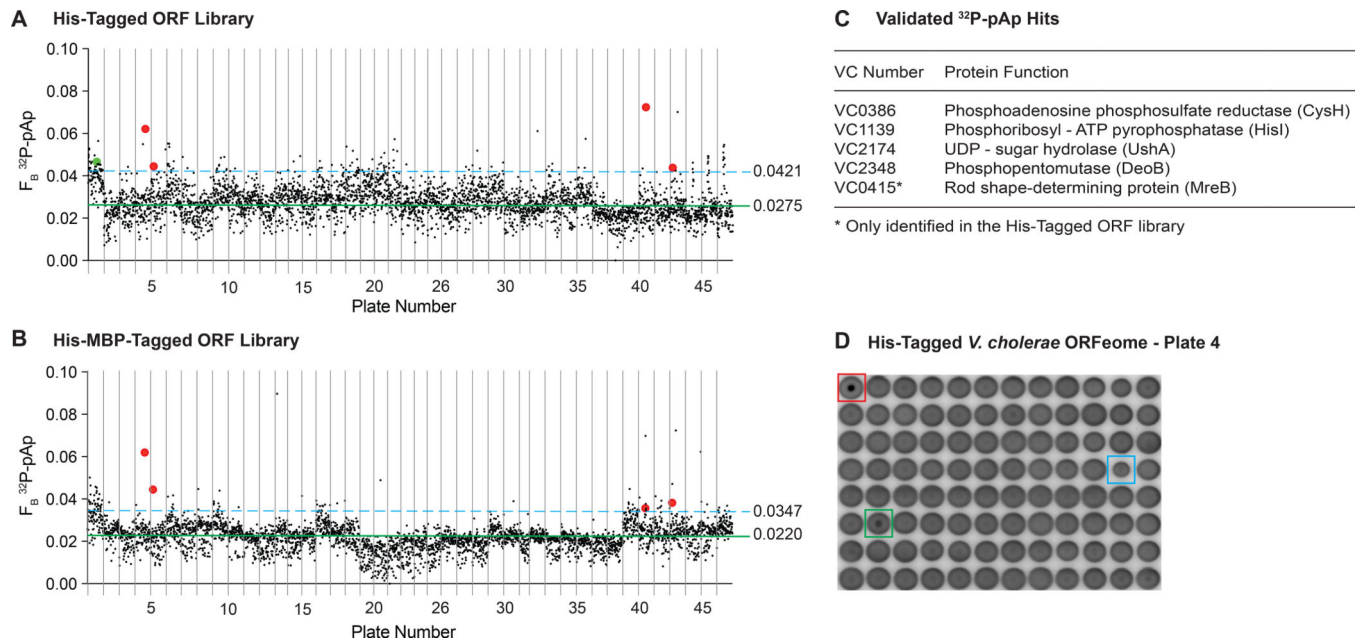 A His-Tagged ORF Library
0.10
0.08
0.06
0.04
0.02
0.00
F_B ³²P-pAp
0.0421
0.0275
5 10 15 20 25 30 35 40 45
Plate Number
B His-MBP-Tagged ORF Library
0.10
0.08
0.06
0.04
0.02
0.00
F_B ³²P-pAp
0.0347
0.0220
5 10 15 20 25 30 35 40 45
Plate Number
C Validated ³²P-pAp Hits
VC Number Protein Function
VC0386 Phosphoadenosine phosphosulfate reductase (CysH)
VC1139 Phosphoribosyl - ATP pyrophosphatase (HisI)
VC2174 UDP - sugar hydrolase (UshA)
VC2348 Phosphopentomutase (DeoB)
VC0415* Rod shape-determining protein (MreB)
* Only identified in the His-Tagged ORF library
D His-Tagged V. cholerae ORFeome - Plate 4